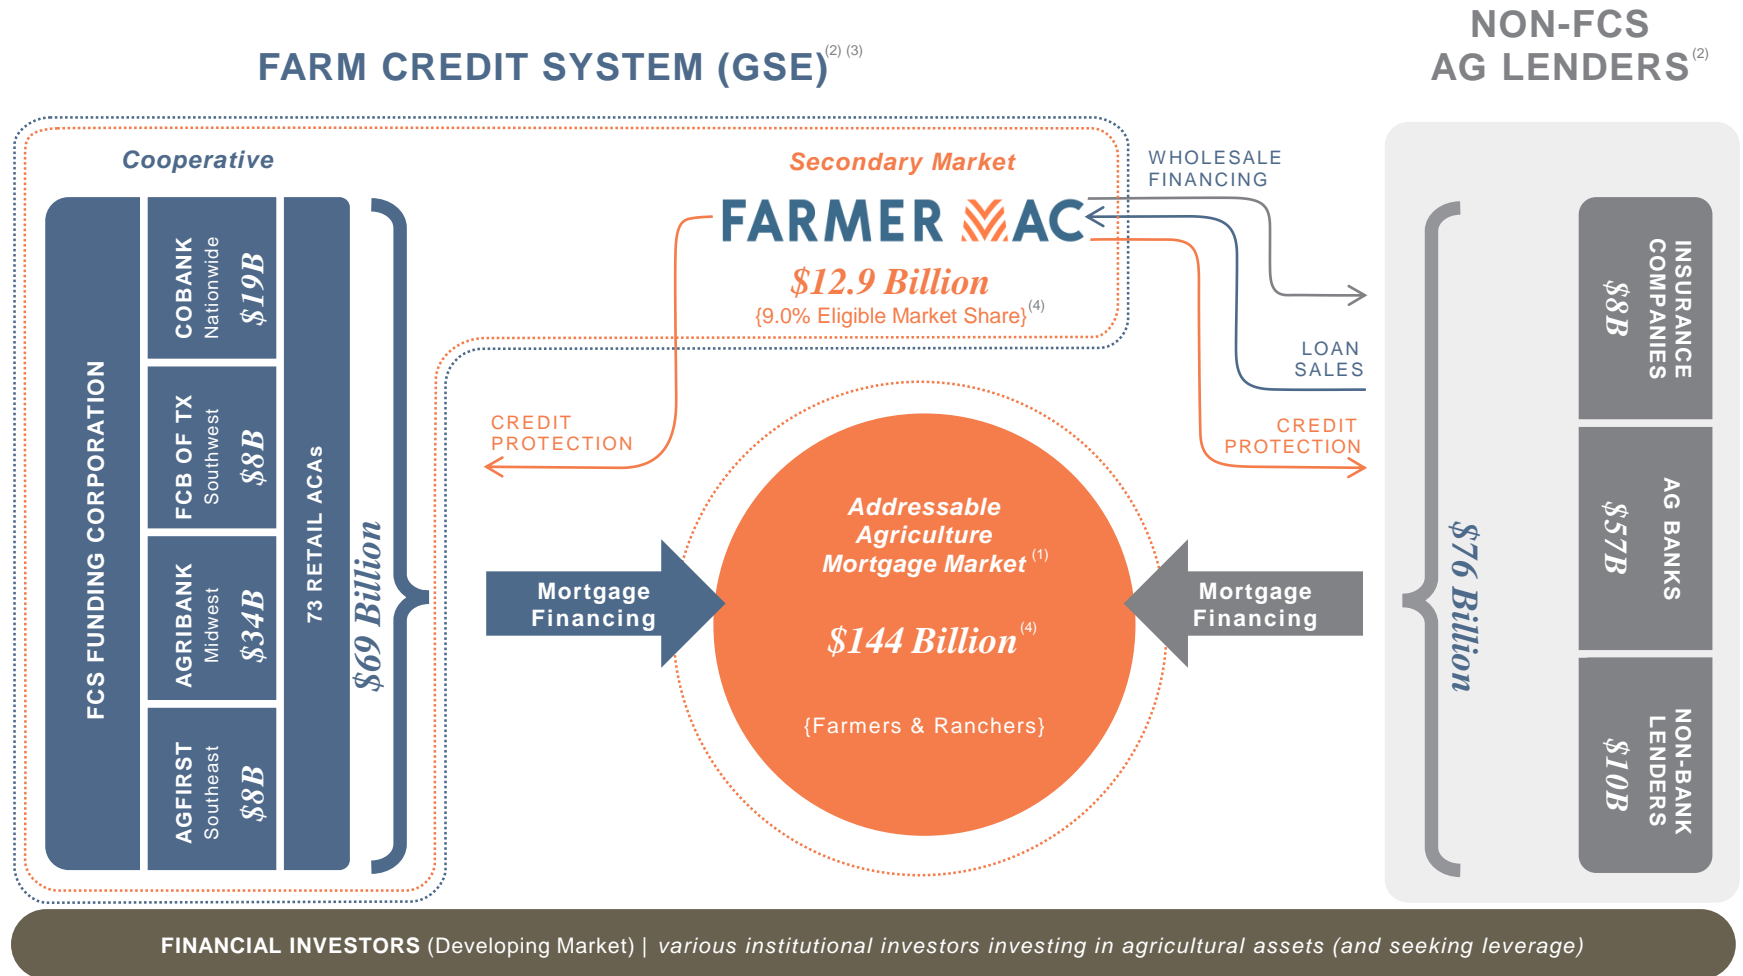 FARM CREDIT SYSTEM (GSE)(2) (3)
NON-FCS
AG LENDERS(2)
Cooperative
FCS FUNDING CORPORATION
COBANK
Nationwide
$19B
FCB OF TX
Southwest
$8B
AGRIBANK
Midwest
$34B
AGFIRST
Southeast
$8B
73 RETAIL ACAs
$69 Billion
Secondary Market
FARMER MAC
$12.9 Billion
{9.0% Eligible Market Share}(4)
WHOLESALE
FINANCING
LOAN
SALES
CREDIT
PROTECTION
CREDIT
PROTECTION
Mortgage
Financing
Addressable
Agriculture
Mortgage Market (1)
$144 Billion(4)
{Farmers & Ranchers}
Mortgage
Financing
$76 Billion
INSURANCE
COMPANIES
$8B
AG BANKS
$57B
NON-BANK
LENDERS
$10B
FINANCIAL INVESTORS (Developing Market) | various institutional investors investing in agricultural assets (and seeking leverage)